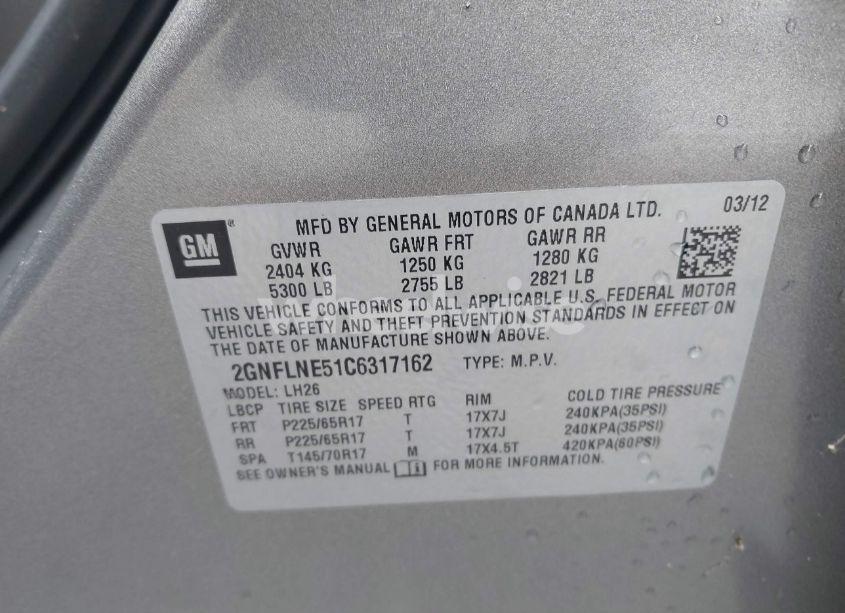 MFD BY GENERAL MOTORS OF CANADA LTD. 03/12
GM ®
GVWR GAWR FRT GAWR RR
2404 KG 1250 KG 1280 KG
5300 LB 2755 LB 2821 LB
THIS VEHICLE CONFORMS TO ALL APPLICABLE U.S. FEDERAL MOTOR
VEHICLE SAFETY AND THEFT PREVENTION STANDARDS IN EFFECT ON
THE DATE OF MANUFACTURE SHOWN ABOVE.
2GNFLNE51C6317162 TYPE: M.P.V.
MODEL: LH26
LBCP TIRE SIZE SPEED RTG RIM COLD TIRE PRESSURE
FRT P225/65R17 T 17X7J 240KPA(35PSI)
RR P225/65R17 T 17X7J 240KPA(35PSI)
SPA T145/70R17 M 17X4.5T 420KPA(60PSI)
SEE OWNER'S MANUAL FOR MORE INFORMATION.